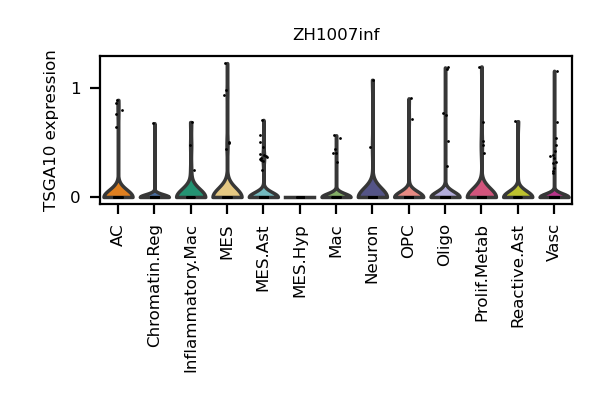 ZH1007inf
TSGA10 expression
1
0
AC
Chromatin.Reg
Inflammatory.Mac
MES
MES.Ast
MES.Hyp
Mac
Neuron
OPC
Oligo
Prolif.Metab
Reactive.Ast
Vasc